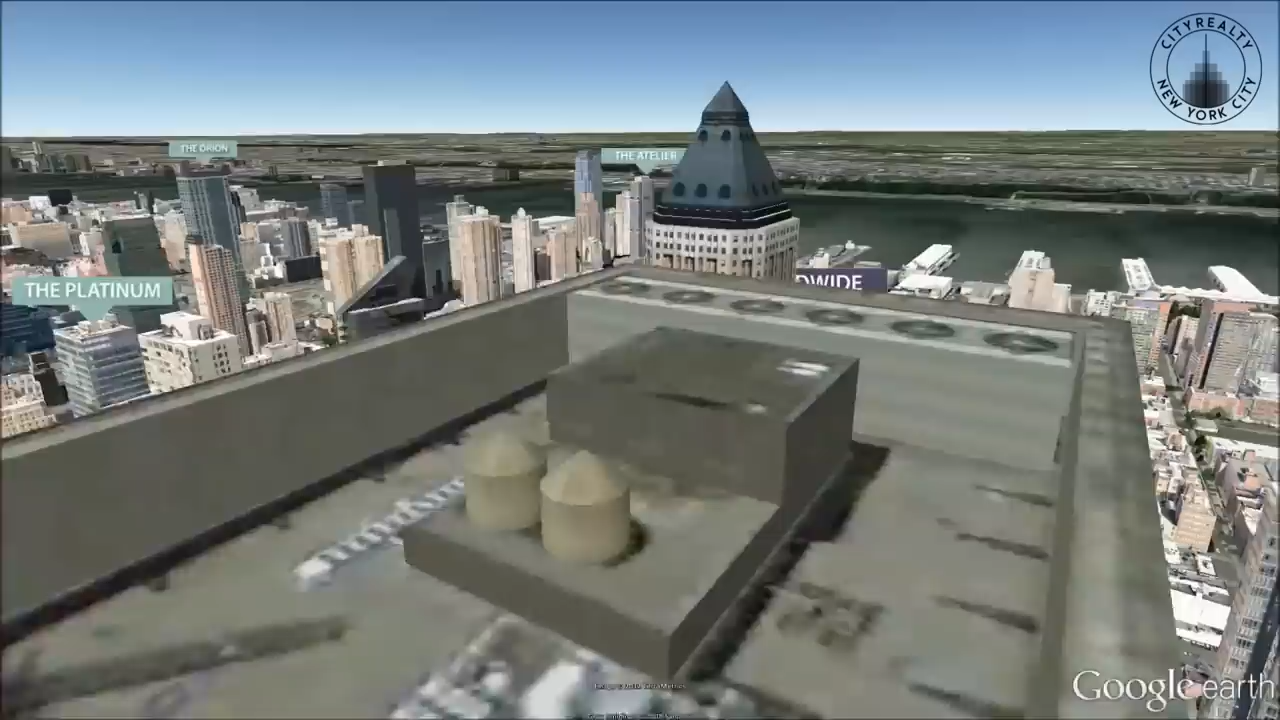 CITYREALTY
NEW YORK CITY
THE ORION
THE ATELIER
THE PLATINUM
DWIDE
Google earth